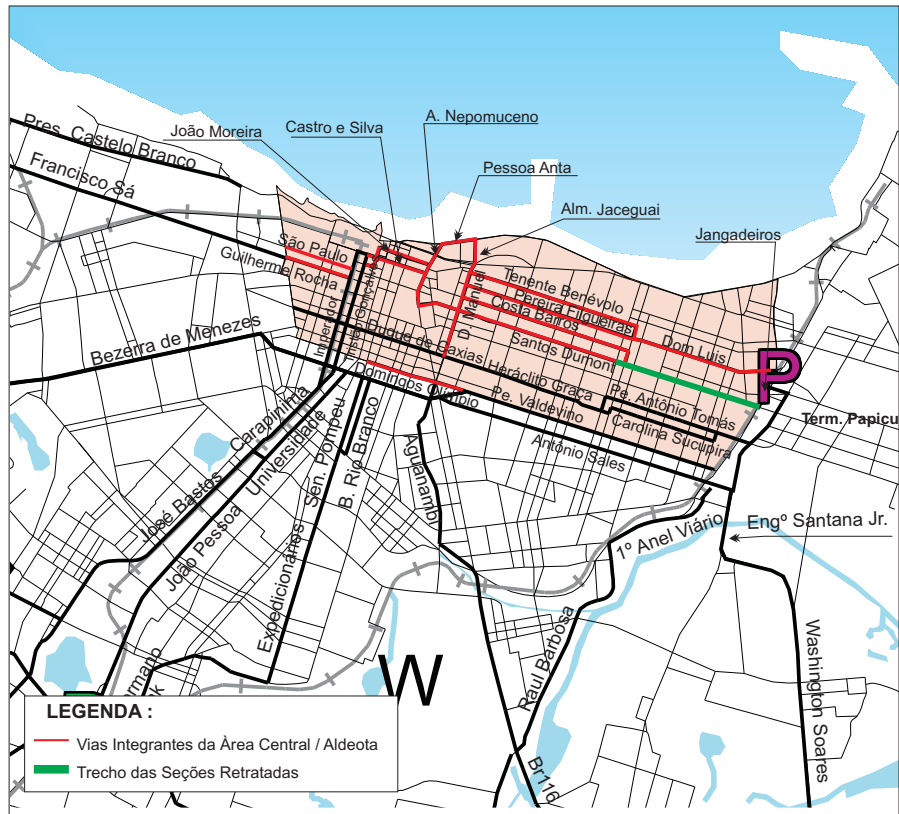 Pres. Castelo Branco
João Moreira
Castro e Silva
A. Nepomuceno
Pessoa Anta
Alm. Jaceguai
Jangadeiros
Francisco Sá
São Paulo
Guilherme Rocha
Imperador
Tristão Gonçalves
D. Manuel
Tenente Benévolo
Pereira Filgueiras
Costa Barros
Santos Dumont
Dom Luis
P
Bezerra de Menezes
Duque de Caxias
Heráclito Graça
Domingos Olímpio
Pe. Valdevino
Pe. Antônio Tomás
Carolina Sucupira
Antônio Sales
Term. Papicu
Carapinima
Universidade
Sen. Pompeu
B. Rio Branco
Aguanambi
José Bastos
João Pessoa
Expedicionários
1º Anel Viário
Engº Santana Jr.
Raul Barbosa
Washington Soares
W
Br116
LEGENDA :
Vias Integrantes da Àrea Central / Aldeota
Trecho das Seções Retratadas